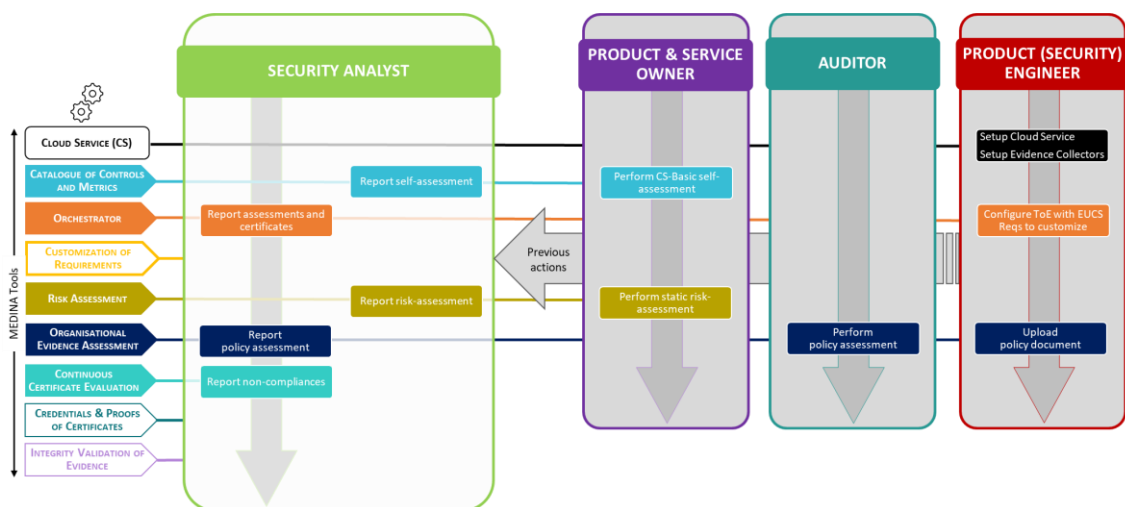 SECURITY ANALYST
PRODUCT & SERVICE
OWNER
AUDITOR
PRODUCT (SECURITY)
ENGINEER
MEDINA Tools
CLOUD SERVICE (CS)
Setup Cloud Service
Setup Evidence Collectors
CATALOGUE OF CONTROLS
AND METRICS
Report self-assessment
Perform CS-Basic self-
assessment
ORCHESTRATOR
Report assessments and
certificates
Configure ToE with EUCS
Reqs to customize
CUSTOMIZATION OF
REQUIREMENTS
Previous
actions
RISK ASSESSMENT
Report risk-assessment
Perform static risk-
assessment
ORGANISATIONAL
EVIDENCE ASSESSMENT
Report
policy assessment
Perform
policy assessment
Upload
policy document
CONTINUOUS
CERTIFICATE EVALUATION
Report non-compliances
CREDENTIALS & PROOFS
OF CERTIFICATES
INTEGRITY VALIDATION OF
EVIDENCE